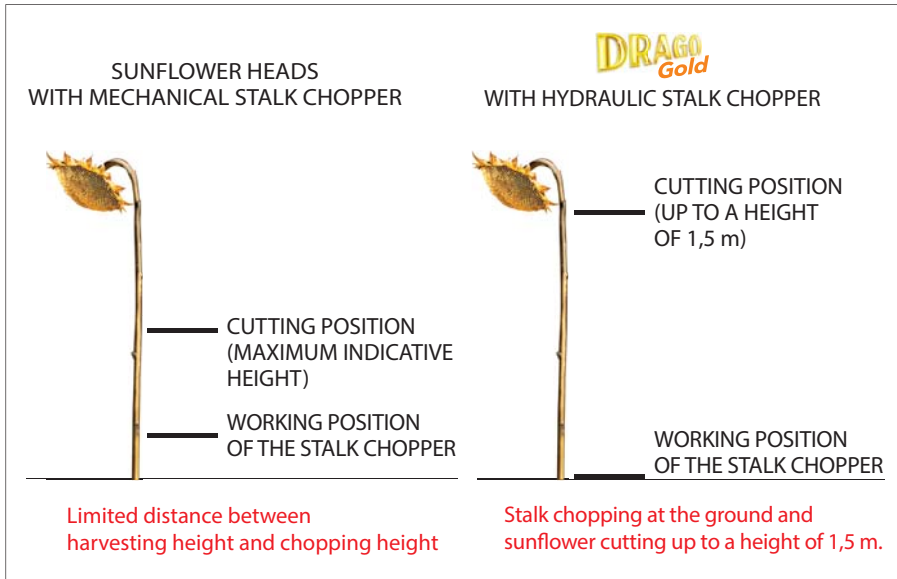 SUNFLOWER HEADS
WITH MECHANICAL STALK CHOPPER
CUTTING POSITION
(MAXIMUM INDICATIVE
HEIGHT)
WORKING POSITION
OF THE STALK CHOPPER
Limited distance between
harvesting height and chopping height
DRAGO
Gold
WITH HYDRAULIC STALK CHOPPER
CUTTING POSITION
(UP TO A HEIGHT
OF 1,5 m)
WORKING POSITION
OF THE STALK CHOPPER
Stalk chopping at the ground and
sunflower cutting up to a height of 1,5 m.